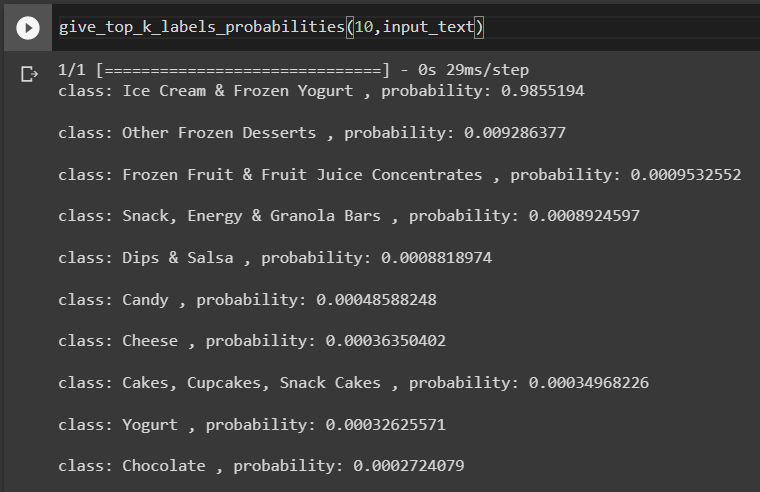 give_top_k_labels_probabilities(10,input_text)
1/1 [==============================] - 0s 29ms/step
class: Ice Cream & Frozen Yogurt , probability: 0.9855194
class: Other Frozen Desserts , probability: 0.009286377
class: Frozen Fruit & Fruit Juice Concentrates , probability: 0.0009532552
class: Snack, Energy & Granola Bars , probability: 0.0008924597
class: Dips & Salsa , probability: 0.0008818974
class: Candy , probability: 0.00048588248
class: Cheese , probability: 0.00036350402
class: Cakes, Cupcakes, Snack Cakes , probability: 0.00034968226
class: Yogurt , probability: 0.00032625571
class: Chocolate , probability: 0.0002724079